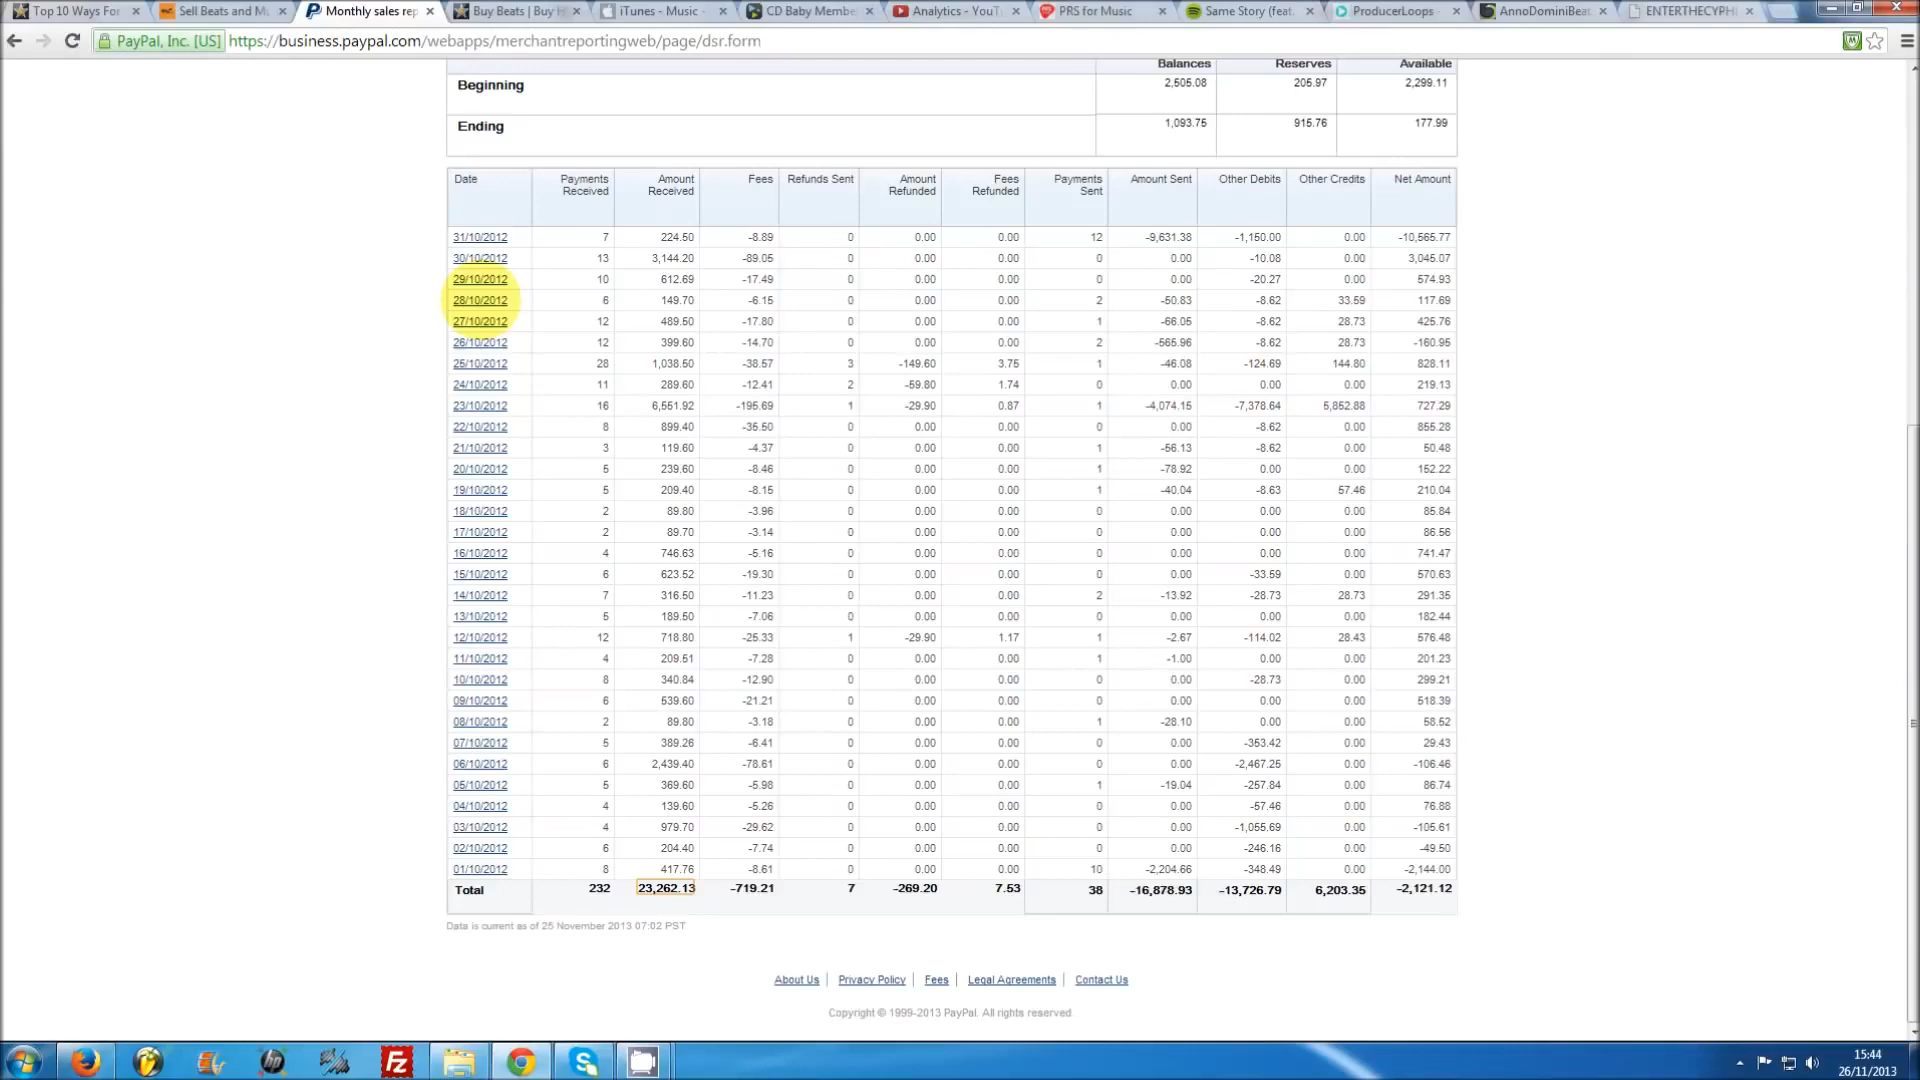 Top 10 Ways For Sell Beats and Mu Monthly sales rep Buy Beats | Buy H iTunes - Music - CD Baby Membe Analytics - YouT PRS for Music Same Story (feat. ProducerLoops AnnoDominiBeat ENTERTHECYPH
PayPal, Inc. [US] https://business.paypal.com/webapps/merchantreportingweb/page/dsr.form
Balances Reserves Available
Beginning 2,505.08 205.97 2,299.11
Ending 1,093.75 915.76 177.99
Date Payments Received Amount Received Fees Refunds Sent Amount Refunded Fees Refunded Payments Sent Amount Sent Other Debits Other Credits Net Amount
31/10/2012 7 224.50 -8.89 0 0.00 0.00 12 -9,631.38 -1,150.00 0.00 -10,565.77
30/10/2012 13 3,144.20 -89.05 0 0.00 0.00 0 0.00 -10.08 0.00 3,045.07
29/10/2012 10 612.69 -17.49 0 0.00 0.00 0 0.00 -20.27 0.00 574.93
28/10/2012 6 149.70 -6.15 0 0.00 0.00 2 -50.83 -8.62 33.59 117.69
27/10/2012 12 489.50 -17.80 0 0.00 0.00 1 -66.05 -8.62 28.73 425.76
26/10/2012 12 399.60 -14.70 0 0.00 0.00 2 -565.96 -8.62 28.73 -160.95
25/10/2012 28 1,038.50 -38.57 3 -149.60 3.75 1 -46.08 -124.69 144.80 828.11
24/10/2012 11 289.60 -12.41 2 -59.80 1.74 0 0.00 0.00 0.00 219.13
23/10/2012 16 6,551.92 -195.69 1 -29.90 0.87 1 -4,074.15 -7,378.64 5,852.88 727.29
22/10/2012 8 899.40 -35.50 0 0.00 0.00 0 0.00 -8.62 0.00 855.28
21/10/2012 3 119.60 -4.37 0 0.00 0.00 1 -56.13 -8.62 0.00 50.48
20/10/2012 5 239.60 -8.46 0 0.00 0.00 1 -78.92 0.00 0.00 152.22
19/10/2012 5 209.40 -8.15 0 0.00 0.00 1 -40.04 -8.63 57.46 210.04
18/10/2012 2 89.80 -3.96 0 0.00 0.00 0 0.00 0.00 0.00 85.84
17/10/2012 2 89.70 -3.14 0 0.00 0.00 0 0.00 0.00 0.00 86.56
16/10/2012 4 746.63 -5.16 0 0.00 0.00 0 0.00 0.00 0.00 741.47
15/10/2012 6 623.52 -19.30 0 0.00 0.00 0 0.00 -33.59 0.00 570.63
14/10/2012 7 316.50 -11.23 0 0.00 0.00 2 -13.92 -28.73 28.73 291.35
13/10/2012 5 189.50 -7.06 0 0.00 0.00 0 0.00 0.00 0.00 182.44
12/10/2012 12 718.80 -25.33 1 -29.90 1.17 1 -2.67 -114.02 28.43 576.48
11/10/2012 4 209.51 -7.28 0 0.00 0.00 1 -1.00 0.00 0.00 201.23
10/10/2012 8 340.84 -12.90 0 0.00 0.00 0 0.00 -28.73 0.00 299.21
09/10/2012 6 539.60 -21.21 0 0.00 0.00 0 0.00 0.00 0.00 518.39
08/10/2012 2 89.80 -3.18 0 0.00 0.00 1 -28.10 0.00 0.00 58.52
07/10/2012 5 389.26 -6.41 0 0.00 0.00 0 0.00 -353.42 0.00 29.43
06/10/2012 6 2,439.40 -78.61 0 0.00 0.00 0 0.00 -2,467.25 0.00 -106.46
05/10/2012 5 369.60 -5.98 0 0.00 0.00 1 -19.04 -257.84 0.00 86.74
04/10/2012 4 139.60 -5.26 0 0.00 0.00 0 0.00 -57.46 0.00 76.88
03/10/2012 4 979.70 -29.62 0 0.00 0.00 0 0.00 -1,055.69 0.00 -105.61
02/10/2012 6 204.40 -7.74 0 0.00 0.00 0 0.00 -246.16 0.00 -49.50
01/10/2012 8 417.76 -8.61 0 0.00 0.00 10 -2,204.66 -348.49 0.00 -2,144.00
Total 232 23,262.13 -719.21 7 -269.20 7.53 38 -16,878.93 -13,726.79 6,203.35 -2,121.12
Data is current as of 25 November 2013 07:02 PST
About Us Privacy Policy Fees Legal Agreements Contact Us
Copyright © 1999-2013 PayPal. All rights reserved.
15:44
26/11/2013